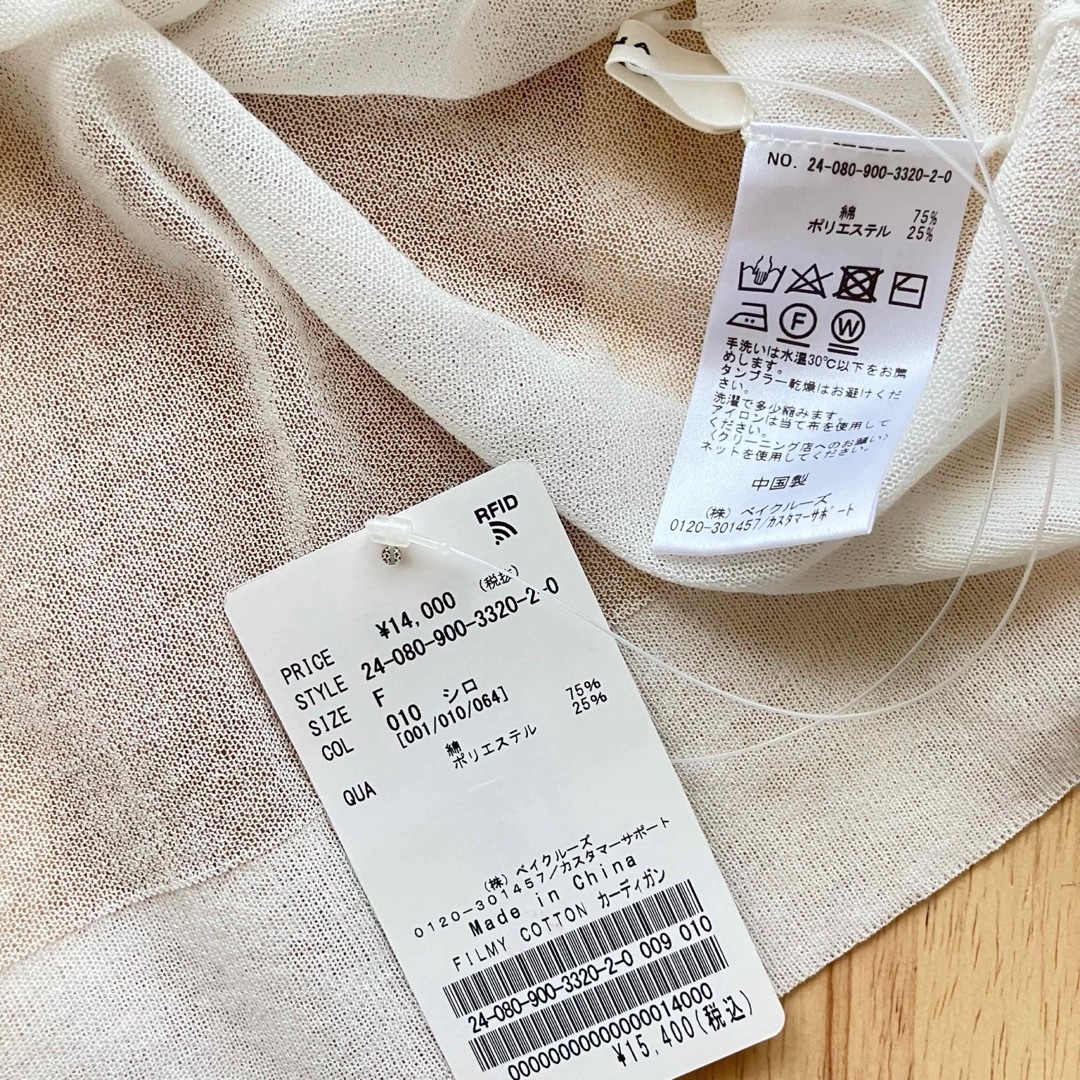 NO. 24-080-900-3320-2-0
綿 75%
ポリエステル 25%
F W
手洗いは水温30℃以下をお薦
めします。
タンブラー乾燥はお避けくだ
さい。
洗濯で多少縮みます。
アイロンは当て布を使用して
ください。
〈クリーニング店へのお願い〉
ネットを使用してください。
中国製
(株) ベイクルーズ
0120-301457/カスタマーサポート
RFID
PRICE ¥14,000 (税抜)
STYLE 24-080-900-3320-2-0
SIZE F
COL 010 シロ
[001/010/064]
QUA 綿 75%
ポリエステル 25%
(株) ベイクルーズ
0120-301457/カスタマーサポート
Made in China
FILMY COTTON カーディガン
24-080-900-3320-2-0 009 010
00000000000000014000
¥15,400(税込)